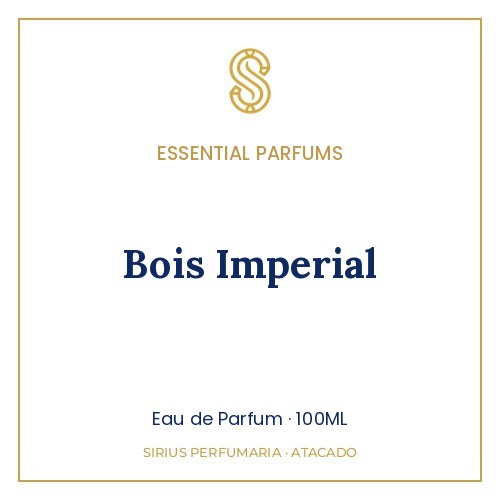 ESSENTIAL PARFUMS
Bois Imperial
Eau de Parfum · 100ML
SIRIUS PERFUMARIA · ATACADO